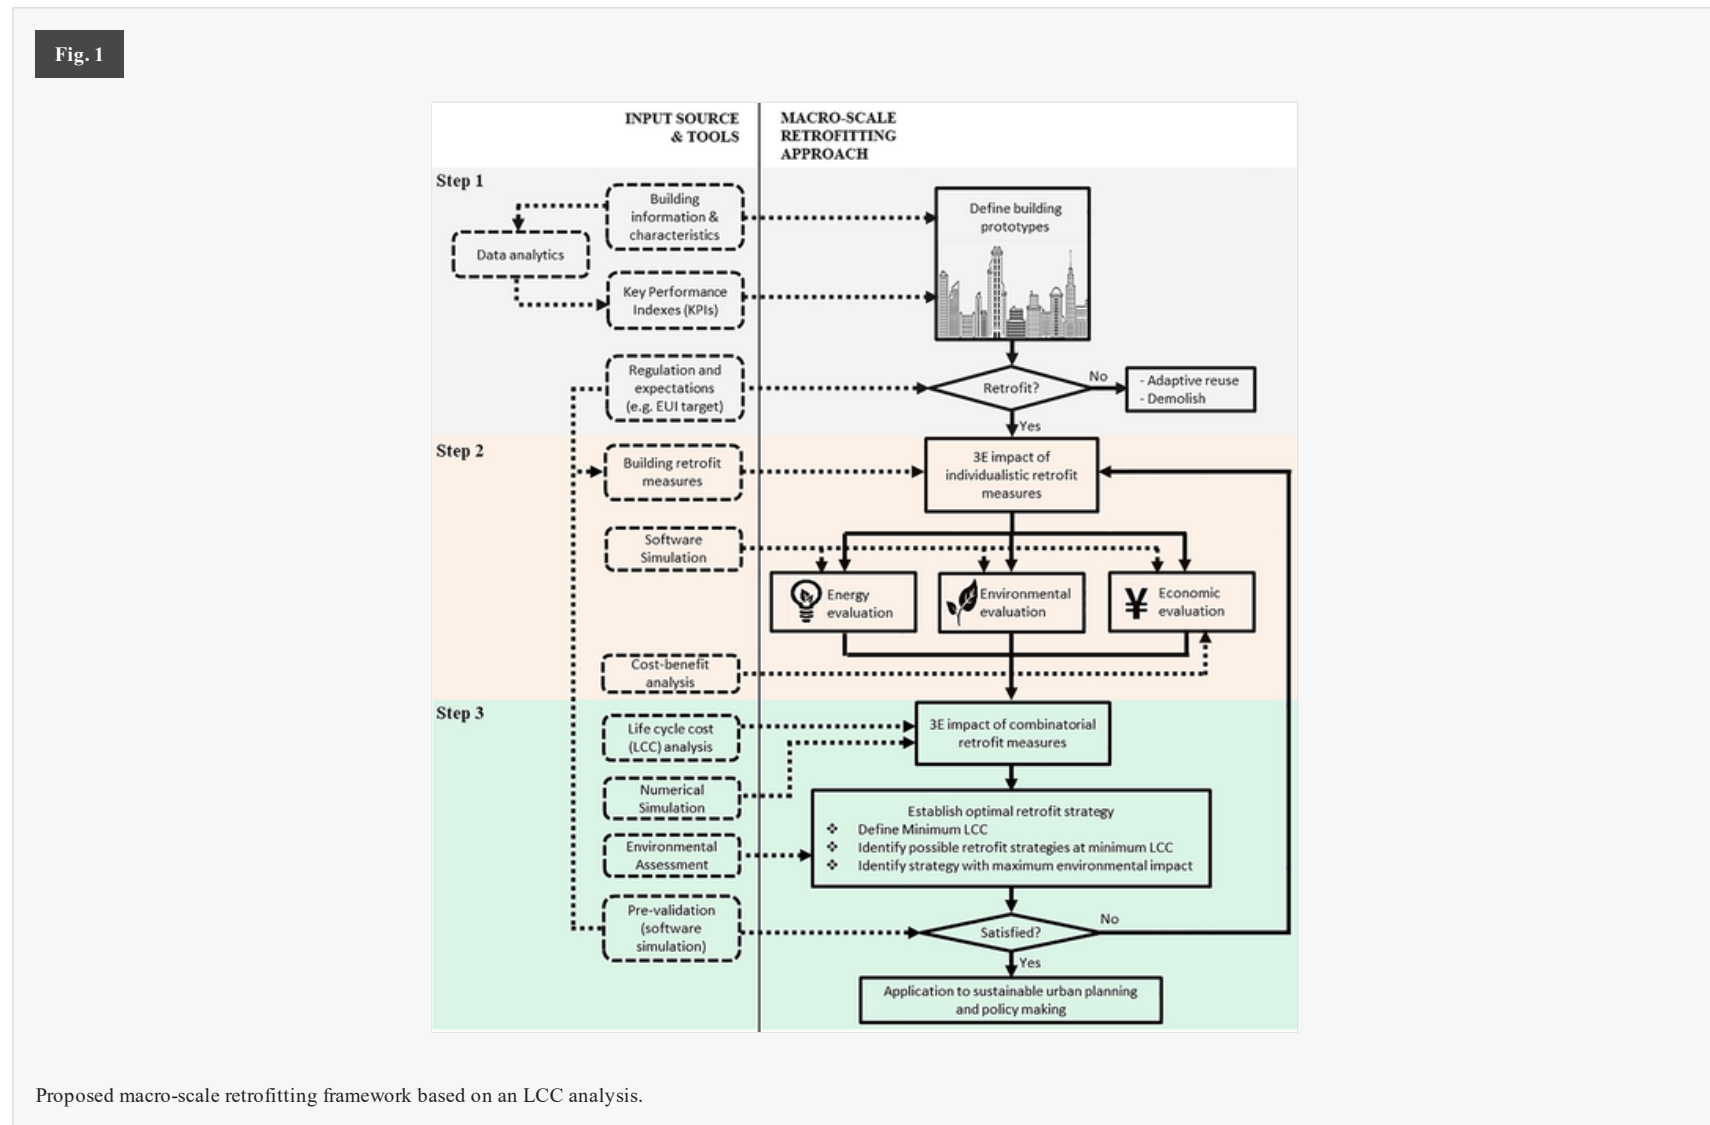 Fig. 1
INPUT SOURCE
& TOOLS
MACRO-SCALE
RETROFITTING
APPROACH
Step 1
Building
information &
characteristics
Data analytics
Key Performance
Indexes (KPIs)
Define building
prototypes
Regulation and
expectations
(e.g. EUI target)
Retrofit?
No
- Adaptive reuse
- Demolish
Yes
Step 2
Building retrofit
measures
3E impact of
individualistic retrofit
measures
Software
Simulation
Energy
evaluation
Environmental
evaluation
¥
Economic
evaluation
Cost-benefit
analysis
Step 3
Life cycle cost
(LCC) analysis
3E impact of combinatorial
retrofit measures
Numerical
Simulation
Establish optimal retrofit strategy
❖ Define Minimum LCC
❖ Identify possible retrofit strategies at minimum LCC
❖ Identify strategy with maximum environmental impact
Environmental
Assessment
Pre-validation
(software
simulation)
Satisfied?
No
Yes
Application to sustainable urban planning
and policy making
Proposed macro-scale retrofitting framework based on an LCC analysis.